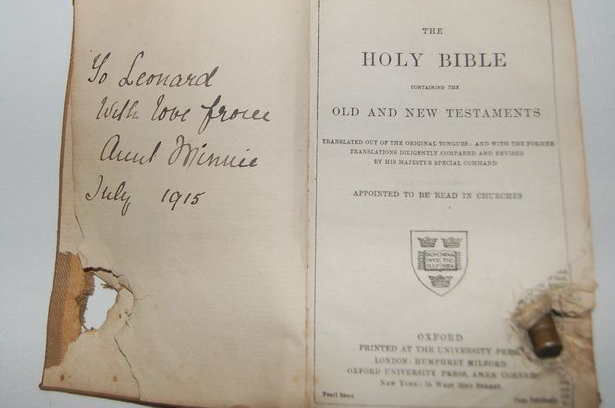 To Leonard
With love from
Aunt Minnie
July 1915
THE
HOLY BIBLE
CONTAINING THE
OLD AND NEW TESTAMENTS
TRANSLATED OUT OF THE ORIGINAL TONGUES: AND WITH THE FORMER
TRANSLATIONS DILIGENTLY COMPARED AND REVISED
BY HIS MAJESTY'S SPECIAL COMMAND
APPOINTED TO BE READ IN CHURCHES
OXFORD
PRINTED AT THE UNIVERSITY PRESS
LONDON: HUMPHREY MILFORD
OXFORD UNIVERSITY PRESS, AMEN CORNER
NEW YORK: 35 WEST 32ND STREET
Pearl